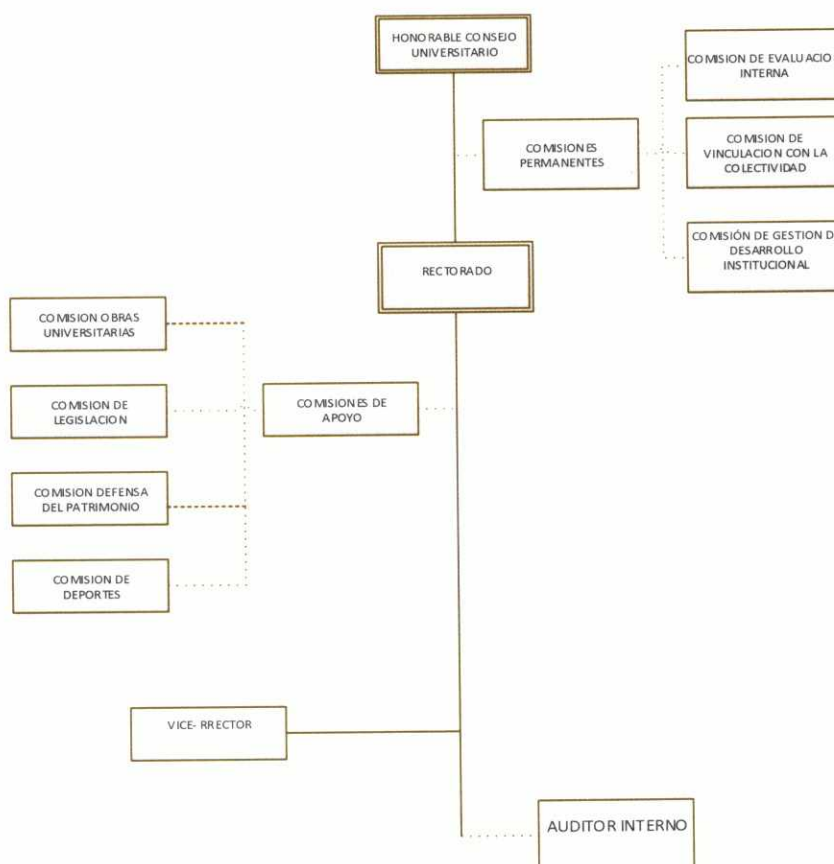 HONORABLE CONSEJO
UNIVERSITARIO
COMISION DE EVALUACIO
INTERNA
COMISIONES
PERMANENTES
COMISION DE
VINCULACION CON LA
COLECTIVIDAD
COMISIÓN DE GESTION D
DESARROLLO
INSTITUCIONAL
RECTORADO
COMISION OBRAS
UNIVERSITARIAS
COMISION DE
LEGISLACION
COMISIONES DE
APOYO
COMISION DEFENSA
DEL PATRIMONIO
COMISION DE
DEPORTES
VICE- RRECTOR
AUDITOR INTERNO